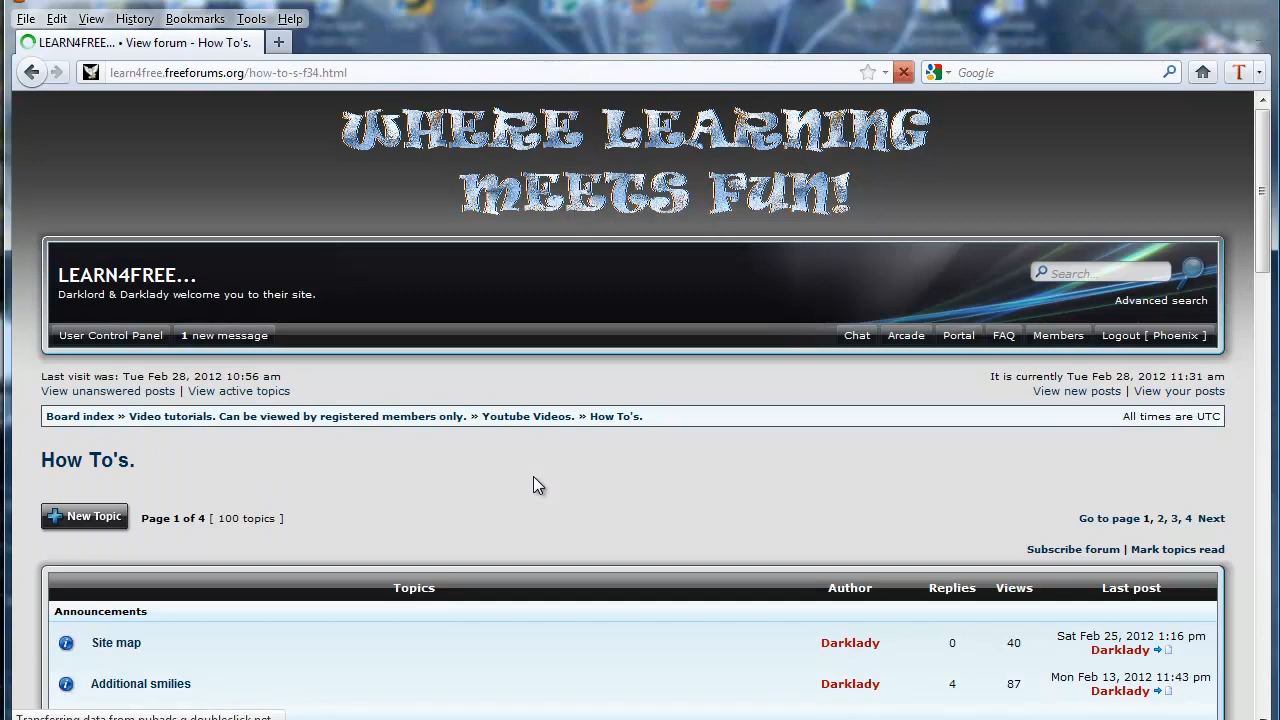 File Edit View History Bookmarks Tools Help
LEARN4FREE... • View forum - How To's.
learn4free.freeforums.org/how-to-s-f34.html
Google
WHERE LEARNING
MEETS FUN!
LEARN4FREE...
Search...
Darklord & Darklady welcome you to their site.
Advanced search
User Control Panel 1 new message Chat Arcade Portal FAQ Members Logout [ Phoenix ]
Last visit was: Tue Feb 28, 2012 10:56 am It is currently Tue Feb 28, 2012 11:31 am
View unanswered posts | View active topics View new posts | View your posts
Board index » Video tutorials. Can be viewed by registered members only. » Youtube Videos. » How To's. All times are UTC
How To's.
New Topic Page 1 of 4 [ 100 topics ] Go to page 1, 2, 3, 4 Next
Subscribe forum | Mark topics read
Topics Author Replies Views Last post
Announcements
Site map Darklady 0 40 Sat Feb 25, 2012 1:16 pm
Darklady
Additional smilies Darklady 4 87 Mon Feb 13, 2012 11:43 pm
Darklady
Transferring data from pubads.g.doubleclick.net...